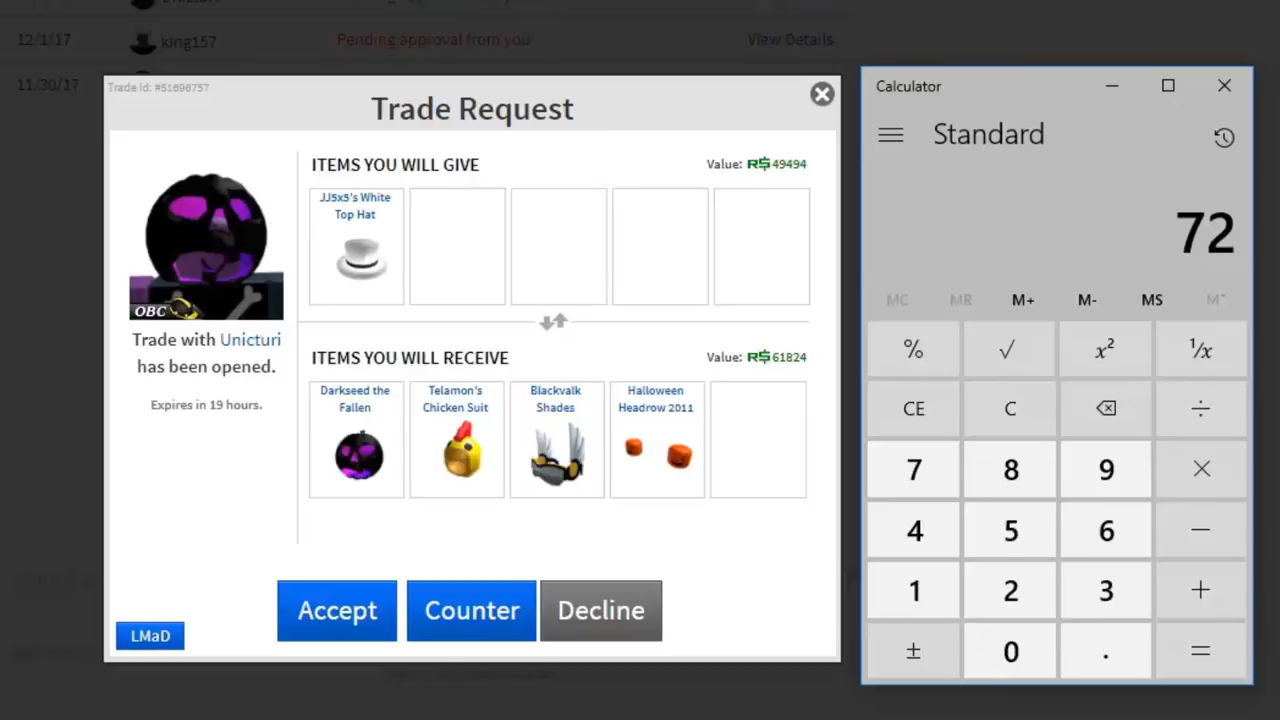 12/1/17 king157 Pending approval from you View Details
11/30/17
Trade Id: #51698757
Trade Request
ITEMS YOU WILL GIVE Value: R$ 49494
JJ5x5's White
Top Hat
OBC
Trade with Unicturi
has been opened.
Expires in 19 hours.
ITEMS YOU WILL RECEIVE Value: R$ 61824
Darkseed the
Fallen
Telamon's
Chicken Suit
Blackvalk
Shades
Halloween
Headrow 2011
Accept Counter Decline
LMaD
Calculator
Standard
72
MC MR M+ M- MS
% √ x² ¹/x
CE C ÷
7 8 9 ×
4 5 6 −
1 2 3 +
± 0 . =